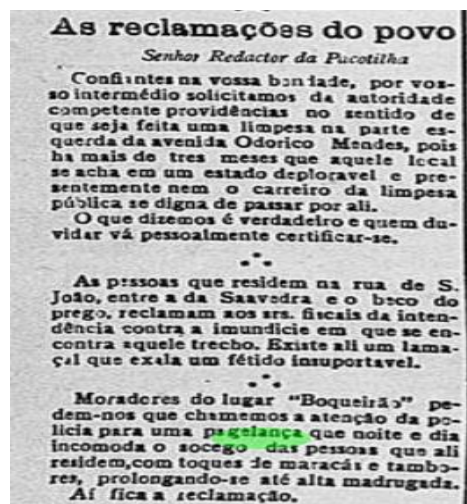 As reclamações do povo
Senhor Redactor da Pacotilha
Confiantes na vossa bondade, por vos-
so intermédio solicitamos da autoridade
competente providências no sentido de
que seja feita uma limpesa na parte es-
querda da avenida Odorico Mendes, pois
ha mais de tres meses que aquele local
se acha em um estado deploravel e pre-
sentemente nem o carreiro da limpesa
pública se digna de passar por ali.
O que dizemos é verdadeiro e quem du-
vidar vá pessoalmente certificar-se.
As pessoas que residem na rua de S.
João, entre a da Saavedra e o beco do
prego, reclamam aos srs. fiscais da inten-
dência contra a imundicie em que se en-
contra aquele trecho. Existe ali um lama-
çal que exala um fétido insuportavel.
Moradores do lugar "Boqueirão" pe-
dem-nos que chamemos a atenção da po-
licia para uma pagelança que noite e dia
incomoda o socego das pessoas que ali
residem, com toques de maracás e tambo-
res, prolongando-se até alta madrugada.
Aí fica a reclamação.